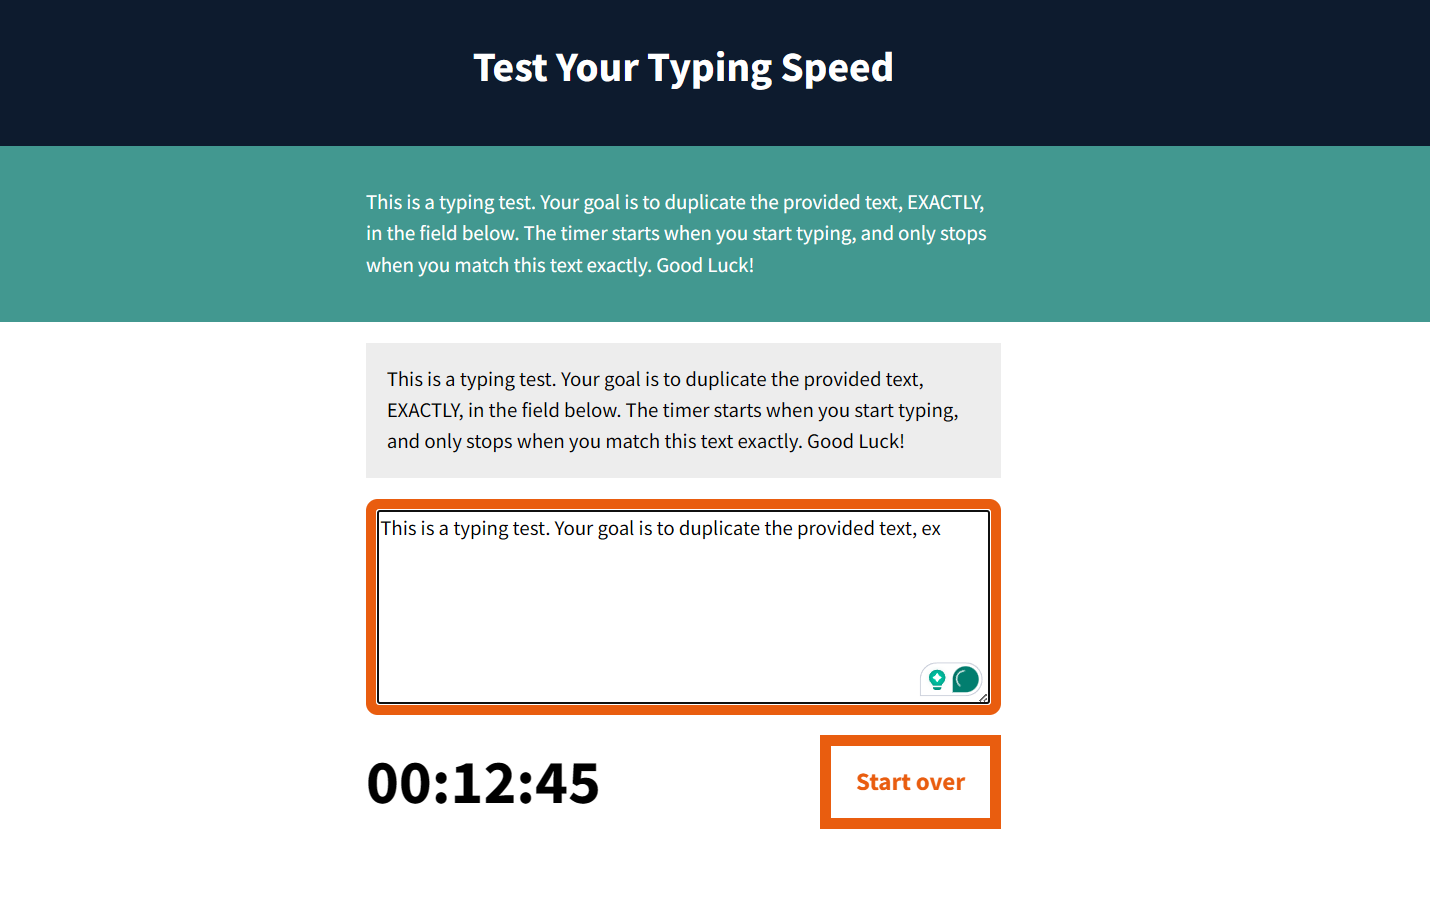 Test Your Typing Speed
This is a typing test. Your goal is to duplicate the provided text, EXACTLY,
in the field below. The timer starts when you start typing, and only stops
when you match this text exactly. Good Luck!
This is a typing test. Your goal is to duplicate the provided text,
EXACTLY, in the field below. The timer starts when you start typing,
and only stops when you match this text exactly. Good Luck!
This is a typing test. Your goal is to duplicate the provided text, ex
00:12:45
Start over